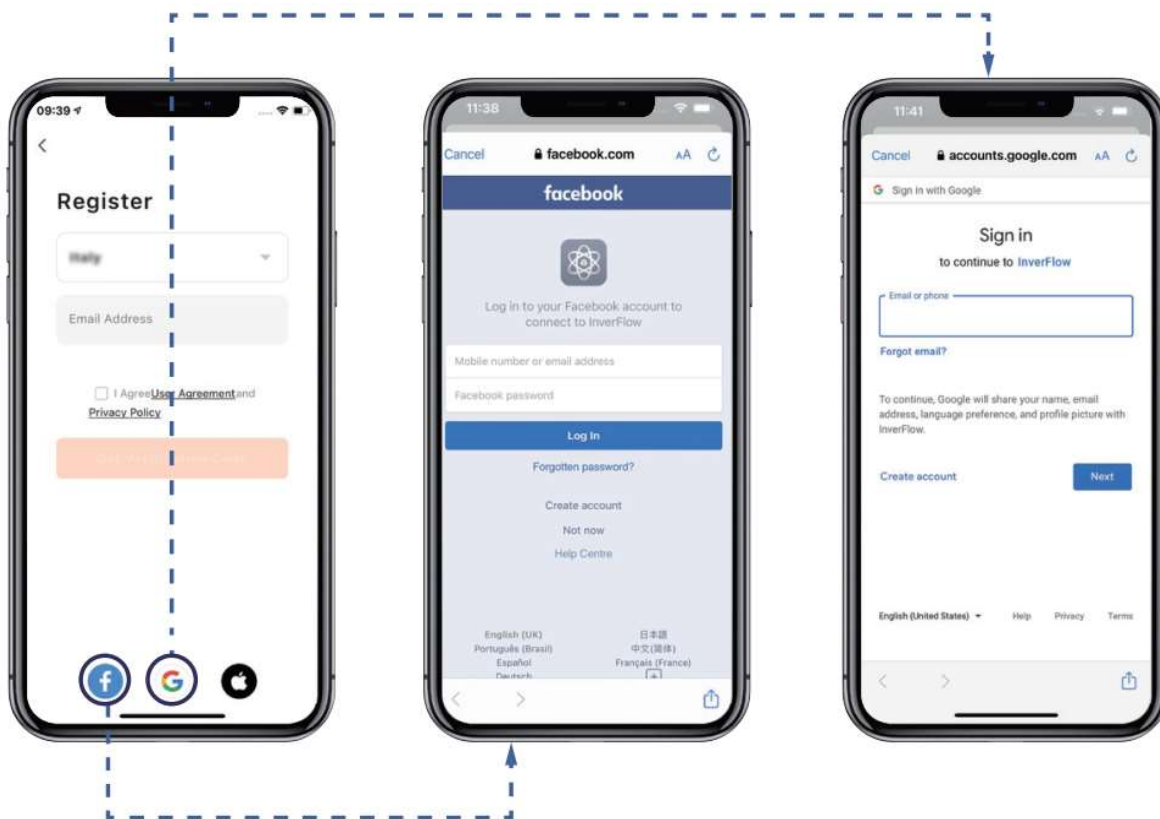 09:39
Register
Italy
Email Address
I AgreeUser Agreementand
Privacy Policy
11:38
Cancel
facebook.com
AA
facebook
Log in to your Facebook account to
connect to InverFlow
Mobile number or email address
Facebook password
Log In
Forgotten password?
Create account
Not now
Help Centre
English (UK)
日本語
Português (Brasil)
中文(简体)
Español
Français (France)
Deutsch
11:41
Cancel
accounts.google.com
AA
Sign in with Google
Sign in
to continue to InverFlow
Email or phone
Forgot email?
To continue, Google will share your name, email
address, language preference, and profile picture with
InverFlow.
Create account
Next
English (United States)
Help
Privacy
Terms